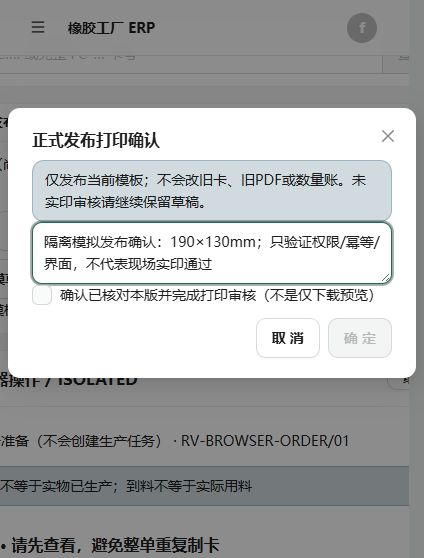 橡胶工厂 ERP
f
正式发布打印确认
仅发布当前模板；不会改旧卡、旧PDF或数量账。未
实印审核请继续保留草稿。
隔离模拟发布确认：190×130mm；只验证权限/幂等/
界面，不代表现场实印通过
确认已核对本版并完成打印审核（不是仅下载预览）
取 消
确 定
器操作 / ISOLATED
准备（不会创建生产任务） · RV-BROWSER-ORDER/01
不等于实物已生产；到料不等于实际用料
• 请先查看，避免整单重复制卡